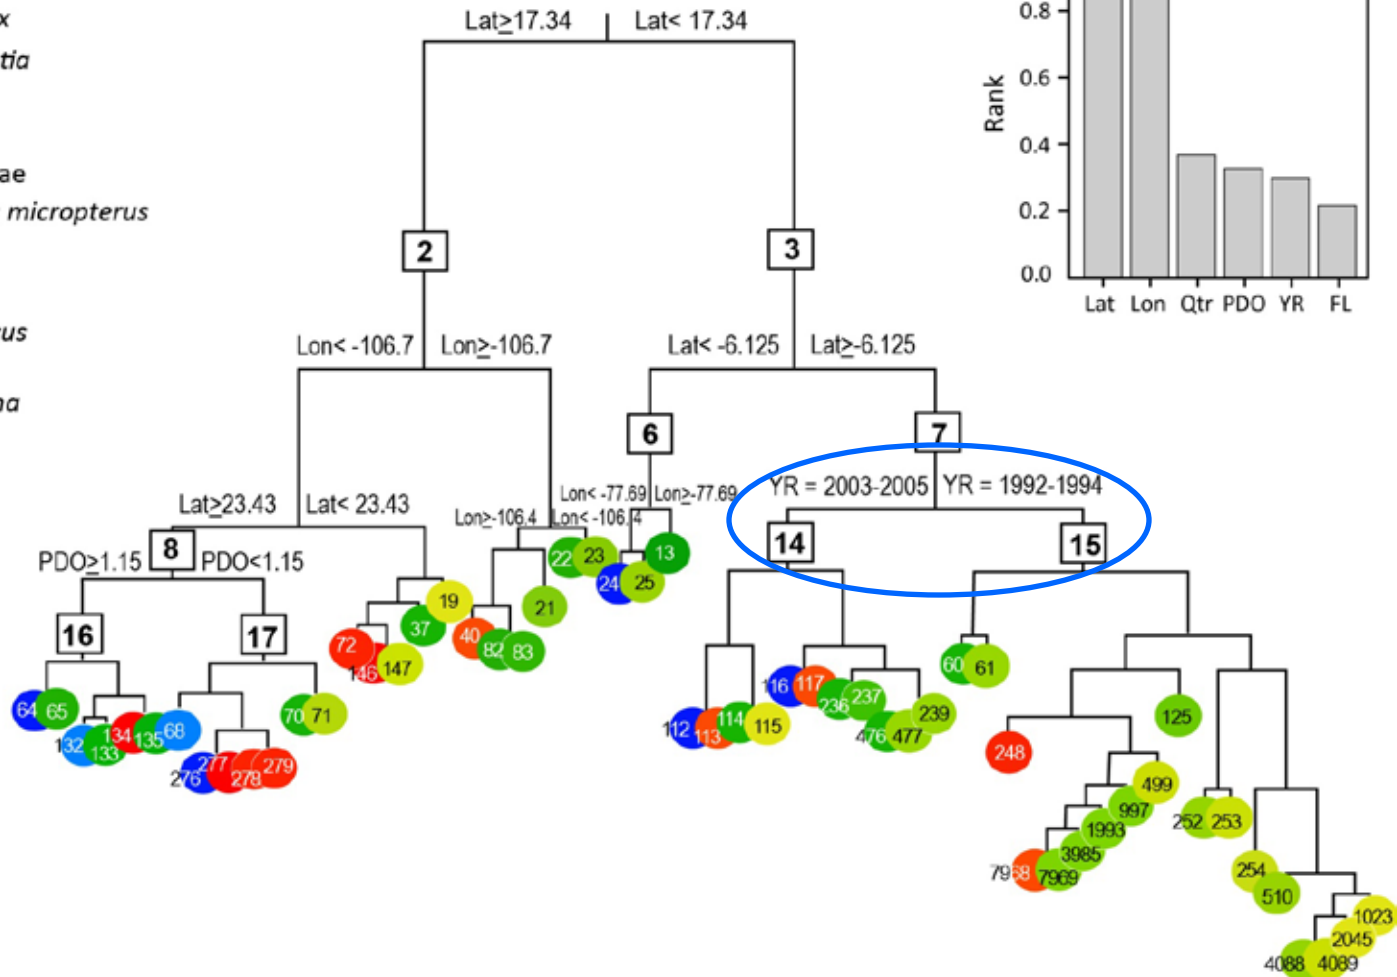 x
tia
ae
micropterus
cus
na
Lat≥17.34 Lat< 17.34
2
3
Lon< -106.7 Lon≥-106.7
Lat< -6.125 Lat≥-6.125
6
7
Lat≥23.43 Lat< 23.43
Lon≥-106.4 Lon< -106.4
Lon< -77.69 Lon≥-77.69
YR = 2003-2005 YR = 1992-1994
8
14
15
PDO≥1.15 PDO<1.15
16
17
64 65
132 133 134 135 68
276 277 278 279
70 71
72 146 147
37 19
40 82 83
21
22 23
24 25
13
112 113 114 115
116 117
236 237
476 477 239
60 61
248
7968 7969 3985 1993 997 499
125
252 253
254
510
4088 4089 2045 1023
Rank
0.8
0.6
0.4
0.2
0.0
Lat Lon Qtr PDO YR FL